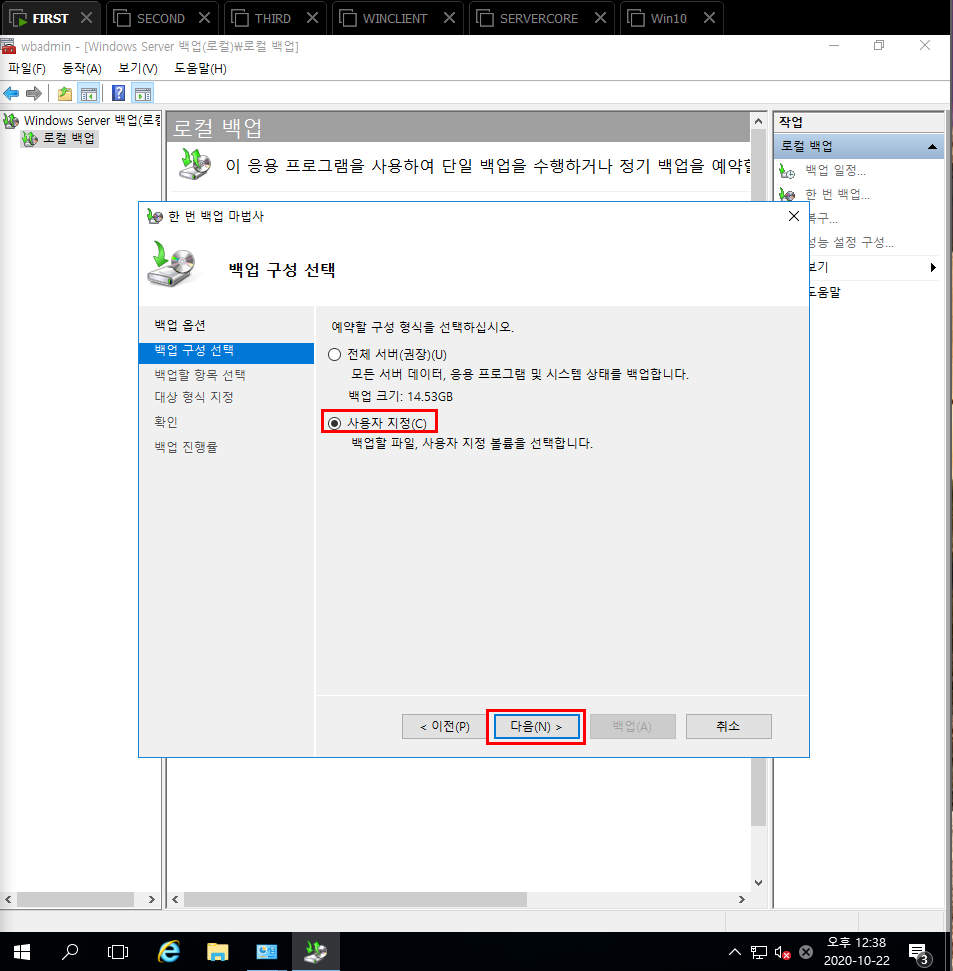 FIRST SECOND THIRD WINCLIENT SERVERCORE Win10
wbadmin - [Windows Server 백업(로컬)₩로컬 백업]
파일(F) 동작(A) 보기(V) 도움말(H)
Windows Server 백업(로컬
로컬 백업
로컬 백업
이 응용 프로그램을 사용하여 단일 백업을 수행하거나 정기 백업을 예약할
작업
로컬 백업
백업 일정...
한 번 백업...
복구...
성능 설정 구성...
보기
도움말
한 번 백업 마법사
백업 구성 선택
백업 옵션
백업 구성 선택
백업할 항목 선택
대상 형식 지정
확인
백업 진행률
예약할 구성 형식을 선택하십시오.
전체 서버(권장)(U)
모든 서버 데이터, 응용 프로그램 및 시스템 상태를 백업합니다.
백업 크기: 14.53GB
사용자 지정(C)
백업할 파일, 사용자 지정 볼륨을 선택합니다.
< 이전(P) 다음(N) > 백업(A) 취소
오후 12:38
2020-10-22
3